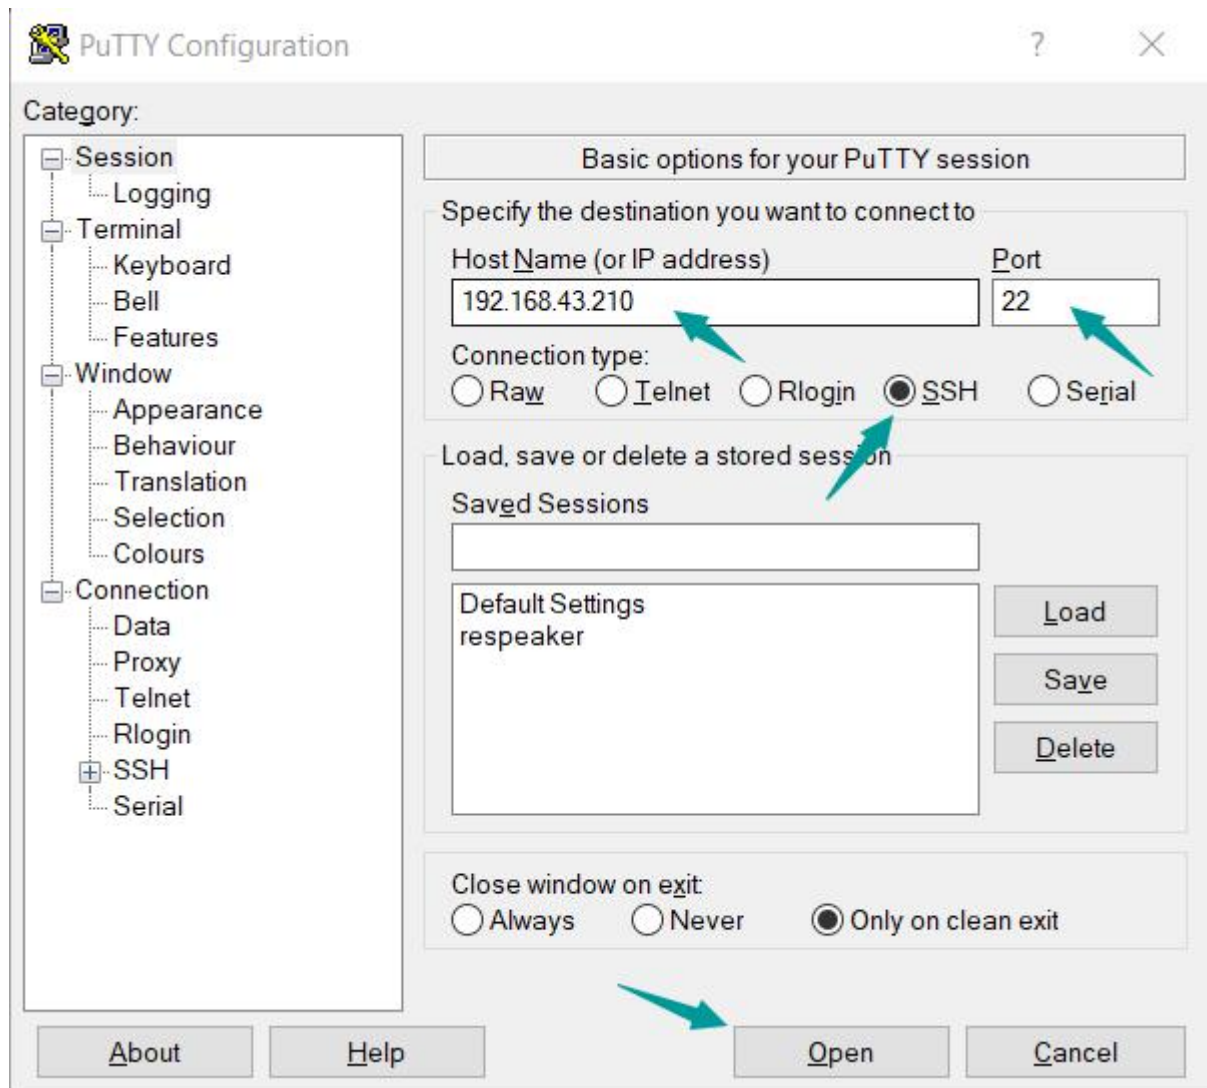 PuTTY Configuration
?
Category:
Session
Logging
Terminal
Keyboard
Bell
Features
Window
Appearance
Behaviour
Translation
Selection
Colours
Connection
Data
Proxy
Telnet
Rlogin
SSH
Serial
Basic options for your PuTTY session
Specify the destination you want to connect to
Host Name (or IP address) Port
192.168.43.210 22
Connection type:
Raw Telnet Rlogin SSH Serial
Load, save or delete a stored session
Saved Sessions
Default Settings
respeaker
Load
Save
Delete
Close window on exit:
Always Never Only on clean exit
About Help Open Cancel